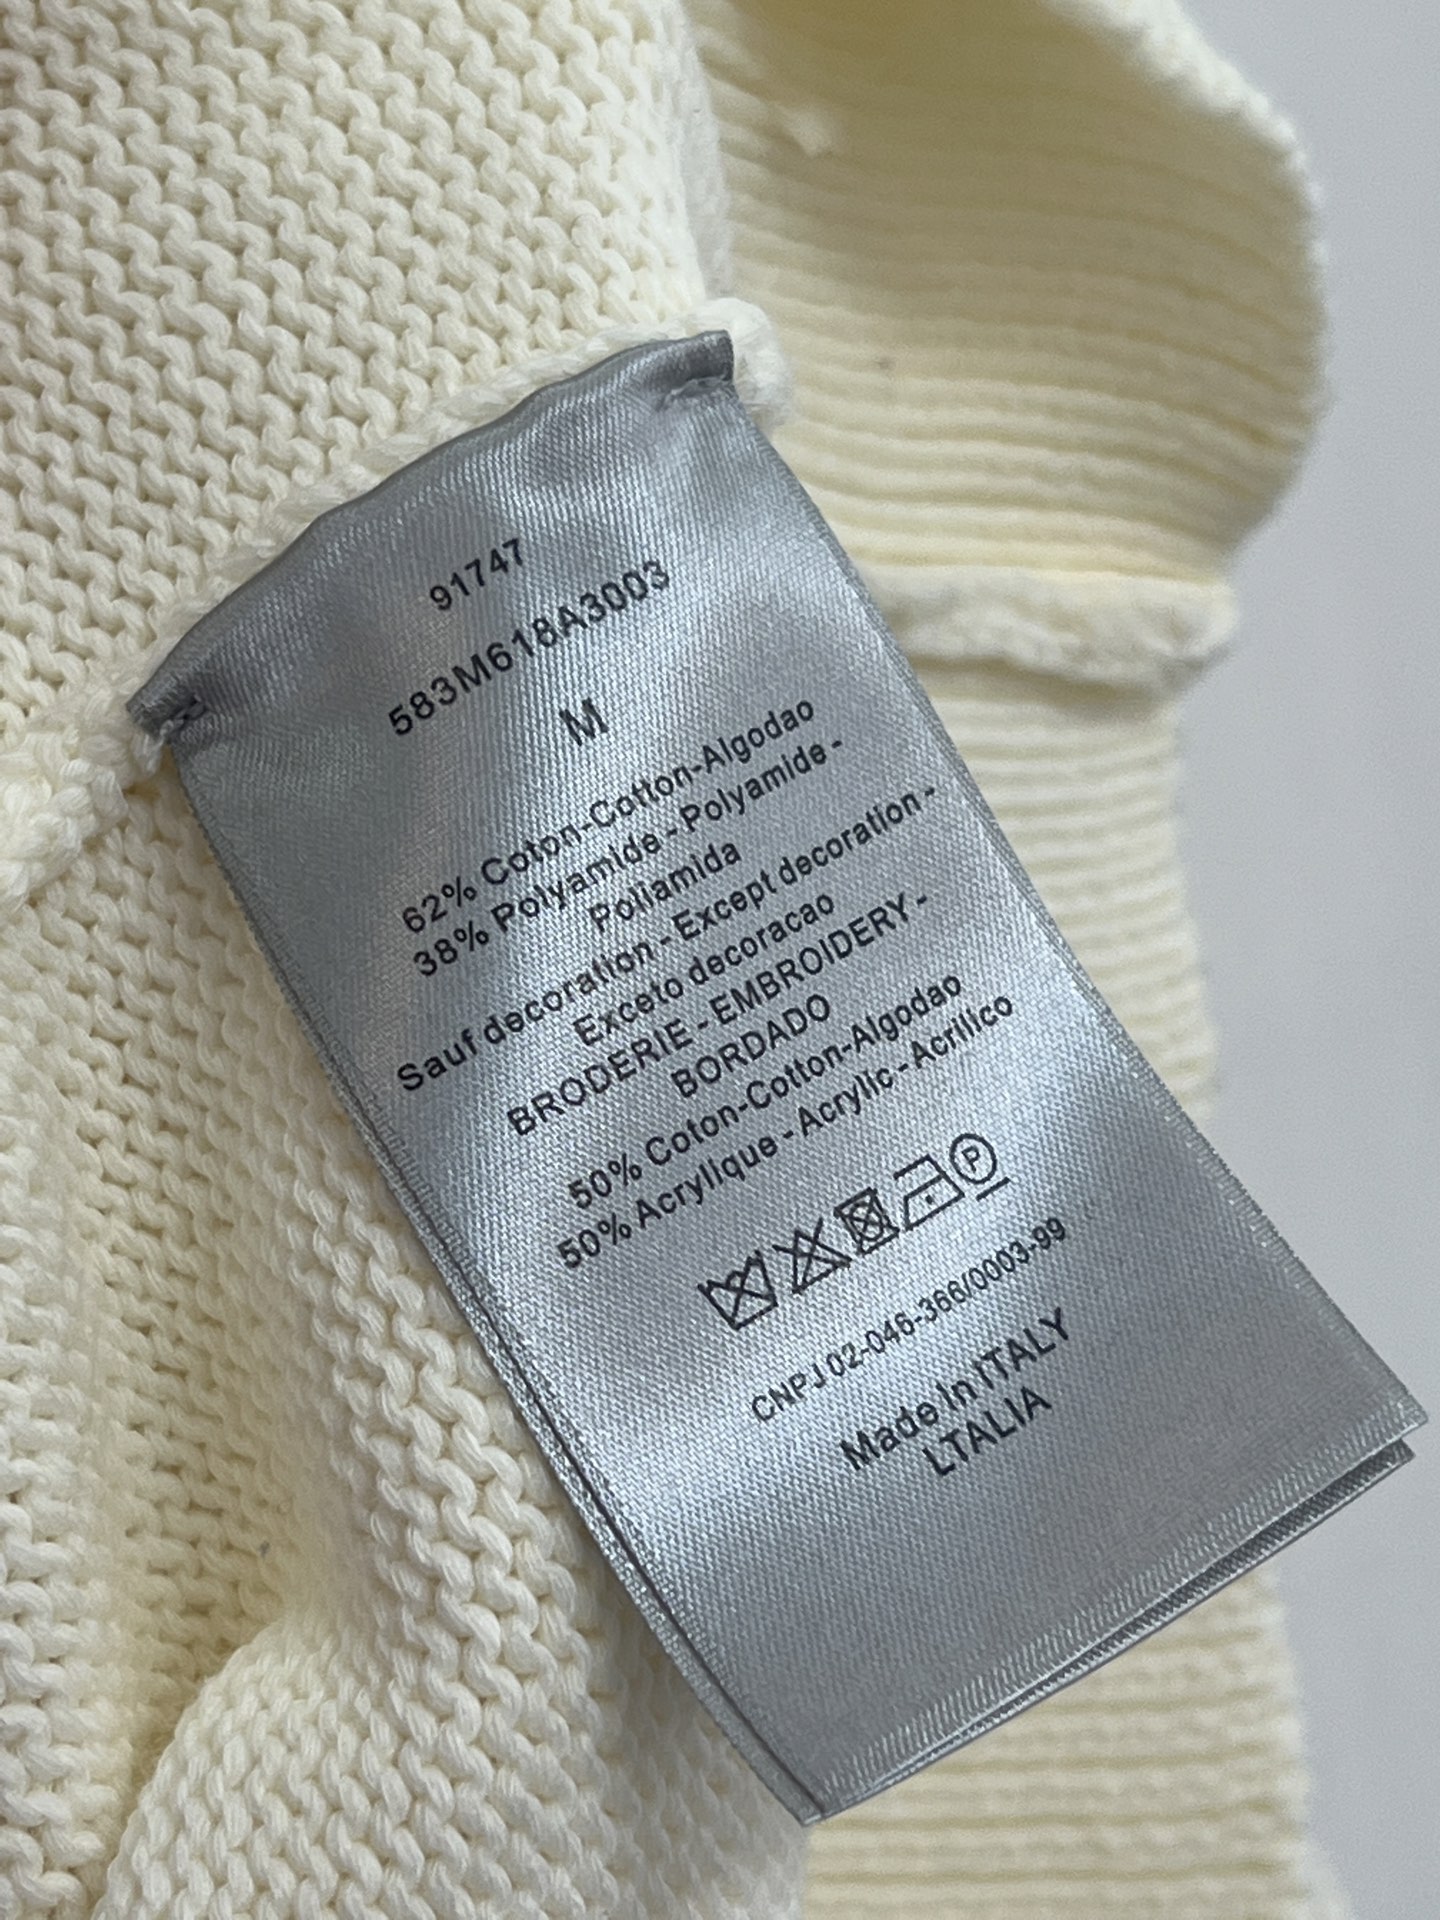 91747
583M618A3003
M
62% Coton-Cotton-Algodao
38% Polyamide - Polyamide -
Poliamida
Sauf decoration - Except decoration -
Exceto decoracao
BRODERIE - EMBROIDERY -
BORDADO
50% Coton-Cotton-Algodao
50% Acrylique - Acrylic - Acrilico
P
CNPJ 02-046-366/0003-99
Made in ITALY
LTALIA